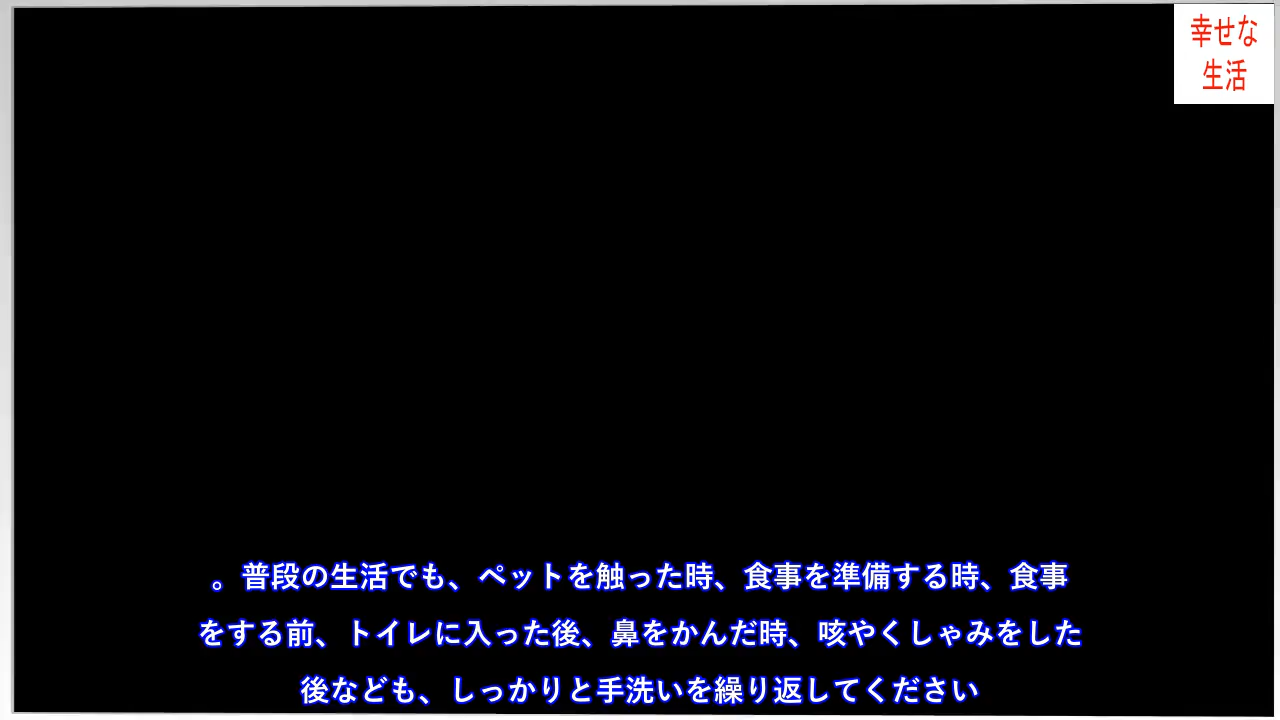 幸せな
生活
。普段の生活でも、ペットを触った時、食事を準備する時、食事
をする前、トイレに入った後、鼻をかんだ時、咳やくしゃみをした
後なども、しっかりと手洗いを繰り返してください